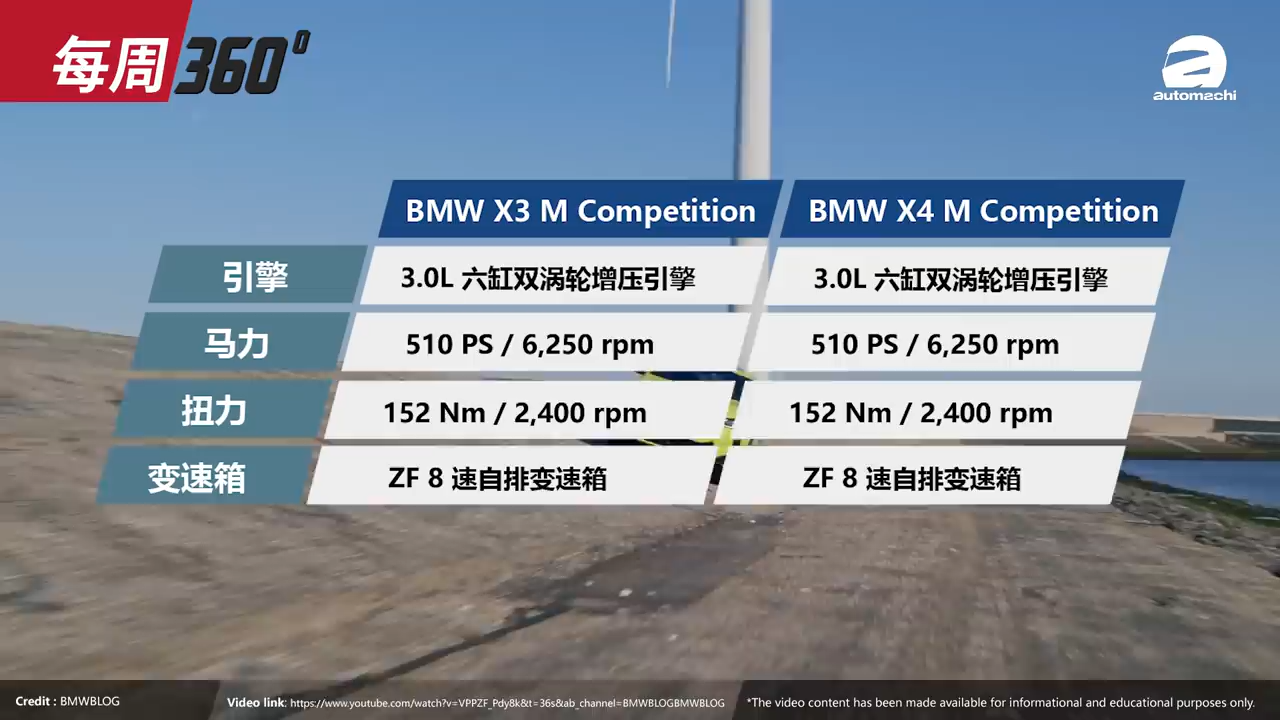 每周360°
automachi
BMW X3 M Competition
BMW X4 M Competition
引擎
3.0L 六缸双涡轮增压引擎
3.0L 六缸双涡轮增压引擎
马力
510 PS / 6,250 rpm
510 PS / 6,250 rpm
扭力
152 Nm / 2,400 rpm
152 Nm / 2,400 rpm
变速箱
ZF 8 速自排变速箱
ZF 8 速自排变速箱
Credit : BMWBLOG
Video link: https://www.youtube.com/watch?v=VPPZF_Pdy8k&t=36s&ab_channel=BMWBLOGBMWBLOG
*The video content has been made available for informational and educational purposes only.